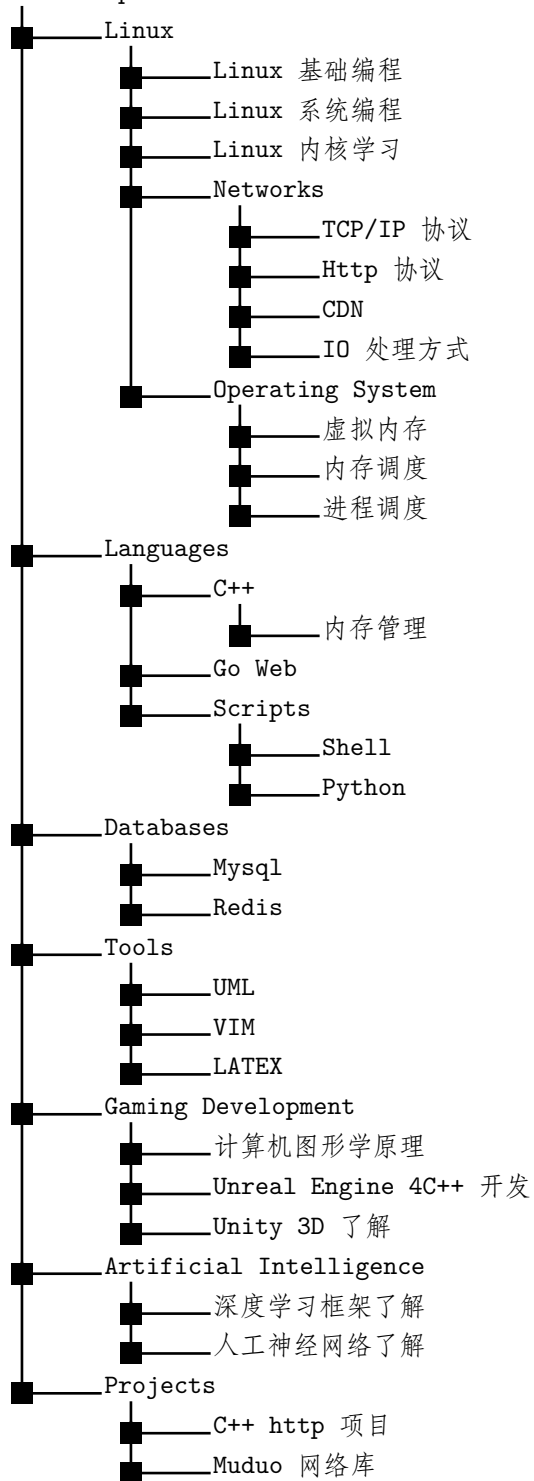 Linux
Linux 基础编程
Linux 系统编程
Linux 内核学习
Networks
TCP/IP 协议
Http 协议
CDN
IO 处理方式
Operating System
虚拟内存
内存调度
进程调度
Languages
C++
内存管理
Go Web
Scripts
Shell
Python
Databases
Mysql
Redis
Tools
UML
VIM
LATEX
Gaming Development
计算机图形学原理
Unreal Engine 4C++ 开发
Unity 3D 了解
Artificial Intelligence
深度学习框架了解
人工神经网络了解
Projects
C++ http 项目
Muduo 网络库